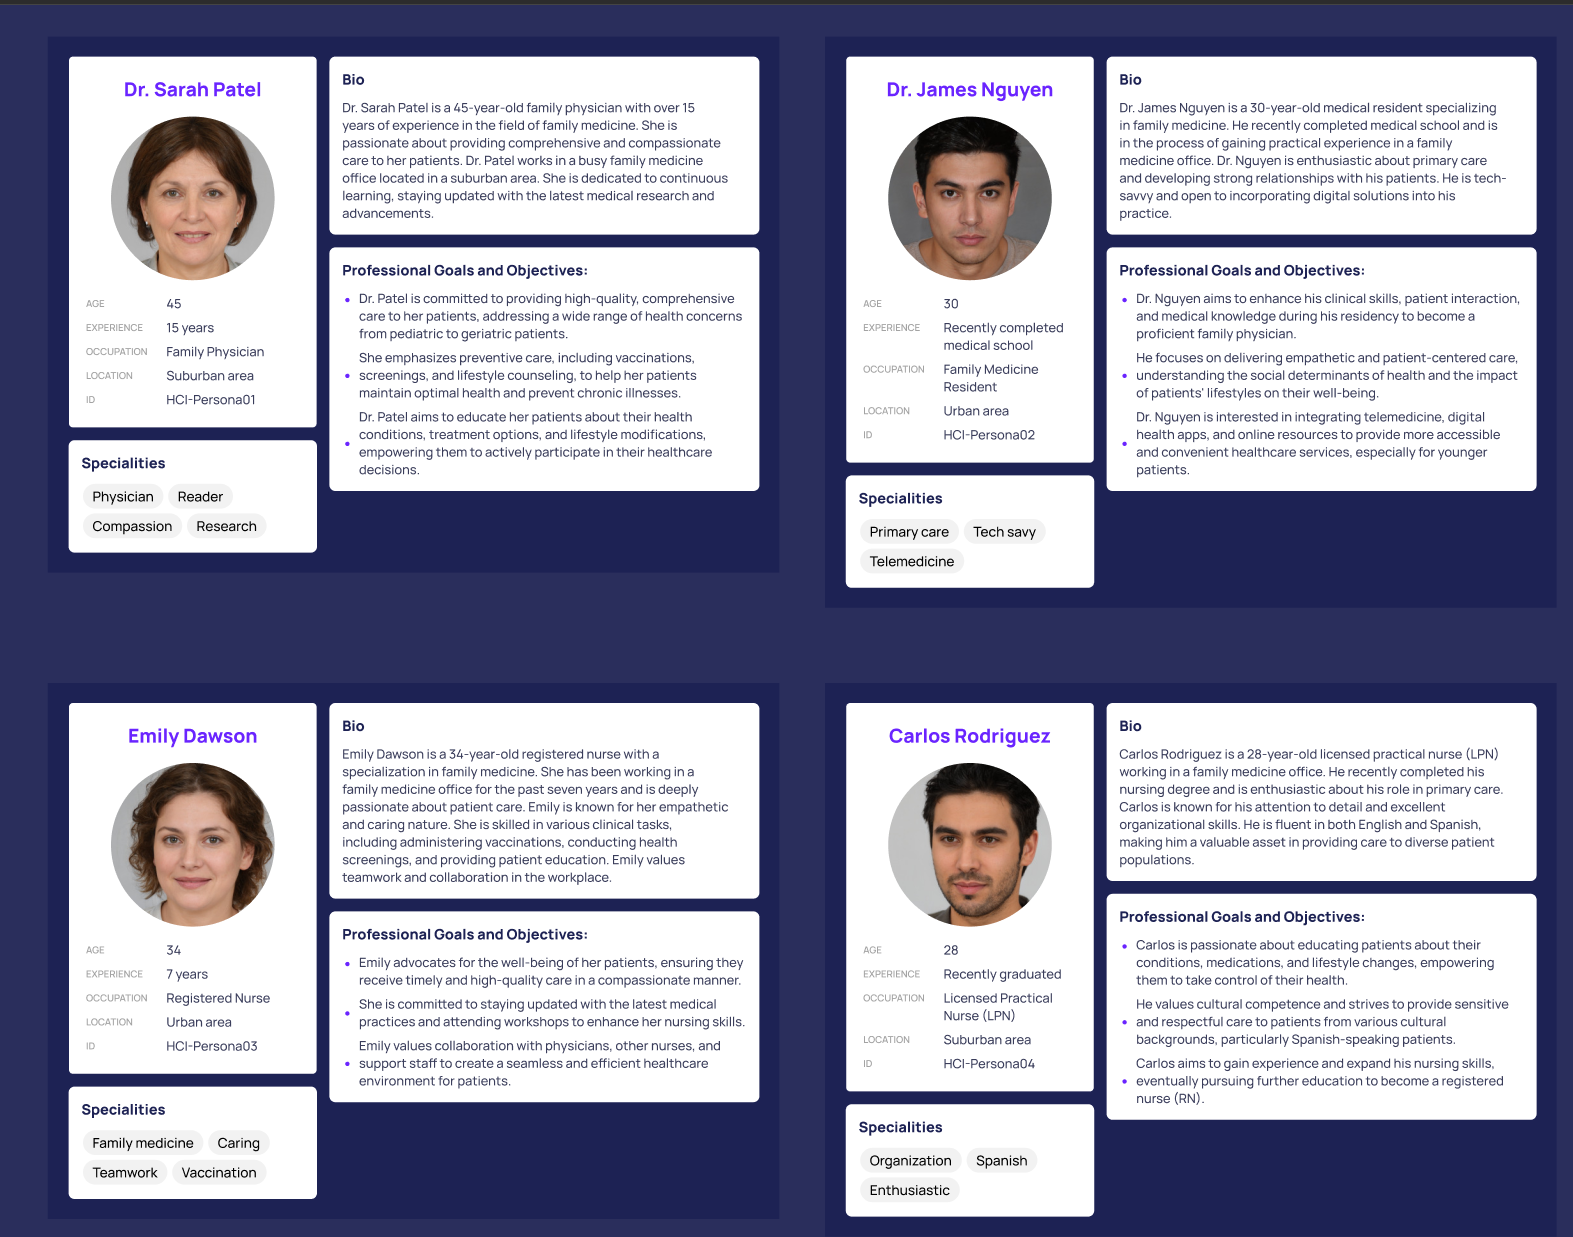 Dr. Sarah Patel
AGE 45
EXPERIENCE 15 years
OCCUPATION Family Physician
LOCATION Suburban area
ID HCI-Persona01
Specialities
Physician Reader
Compassion Research
Bio
Dr. Sarah Patel is a 45-year-old family physician with over 15
years of experience in the field of family medicine. She is
passionate about providing comprehensive and compassionate
care to her patients. Dr. Patel works in a busy family medicine
office located in a suburban area. She is dedicated to continuous
learning, staying updated with the latest medical research and
advancements.
Professional Goals and Objectives:
• Dr. Patel is committed to providing high-quality, comprehensive
care to her patients, addressing a wide range of health concerns
from pediatric to geriatric patients.
She emphasizes preventive care, including vaccinations,
• screenings, and lifestyle counseling, to help her patients
maintain optimal health and prevent chronic illnesses.
Dr. Patel aims to educate her patients about their health
conditions, treatment options, and lifestyle modifications,
• empowering them to actively participate in their healthcare
decisions.
Dr. James Nguyen
AGE 30
EXPERIENCE Recently completed
medical school
OCCUPATION Family Medicine
Resident
LOCATION Urban area
ID HCI-Persona02
Specialities
Primary care Tech savy
Telemedicine
Bio
Dr. James Nguyen is a 30-year-old medical resident specializing
in family medicine. He recently completed medical school and is
in the process of gaining practical experience in a family
medicine office. Dr. Nguyen is enthusiastic about primary care
and developing strong relationships with his patients. He is tech-
savvy and open to incorporating digital solutions into his
practice.
Professional Goals and Objectives:
• Dr. Nguyen aims to enhance his clinical skills, patient interaction,
and medical knowledge during his residency to become a
proficient family physician.
He focuses on delivering empathetic and patient-centered care,
• understanding the social determinants of health and the impact
of patients' lifestyles on their well-being.
Dr. Nguyen is interested in integrating telemedicine, digital
health apps, and online resources to provide more accessible
• and convenient healthcare services, especially for younger
patients.
Emily Dawson
AGE 34
EXPERIENCE 7 years
OCCUPATION Registered Nurse
LOCATION Urban area
ID HCI-Persona03
Specialities
Family medicine Caring
Teamwork Vaccination
Bio
Emily Dawson is a 34-year-old registered nurse with a
specialization in family medicine. She has been working in a
family medicine office for the past seven years and is deeply
passionate about patient care. Emily is known for her empathetic
and caring nature. She is skilled in various clinical tasks,
including administering vaccinations, conducting health
screenings, and providing patient education. Emily values
teamwork and collaboration in the workplace.
Professional Goals and Objectives:
• Emily advocates for the well-being of her patients, ensuring they
receive timely and high-quality care in a compassionate manner.
She is committed to staying updated with the latest medical
• practices and attending workshops to enhance her nursing skills.
Emily values collaboration with physicians, other nurses, and
• support staff to create a seamless and efficient healthcare
environment for patients.
Carlos Rodriguez
AGE 28
EXPERIENCE Recently graduated
OCCUPATION Licensed Practical
Nurse (LPN)
LOCATION Suburban area
ID HCI-Persona04
Specialities
Organization Spanish
Enthusiastic
Bio
Carlos Rodriguez is a 28-year-old licensed practical nurse (LPN)
working in a family medicine office. He recently completed his
nursing degree and is enthusiastic about his role in primary care.
Carlos is known for his attention to detail and excellent
organizational skills. He is fluent in both English and Spanish,
making him a valuable asset in providing care to diverse patient
populations.
Professional Goals and Objectives:
• Carlos is passionate about educating patients about their
conditions, medications, and lifestyle changes, empowering
them to take control of their health.
He values cultural competence and strives to provide sensitive
• and respectful care to patients from various cultural
backgrounds, particularly Spanish-speaking patients.
Carlos aims to gain experience and expand his nursing skills,
• eventually pursuing further education to become a registered
nurse (RN).